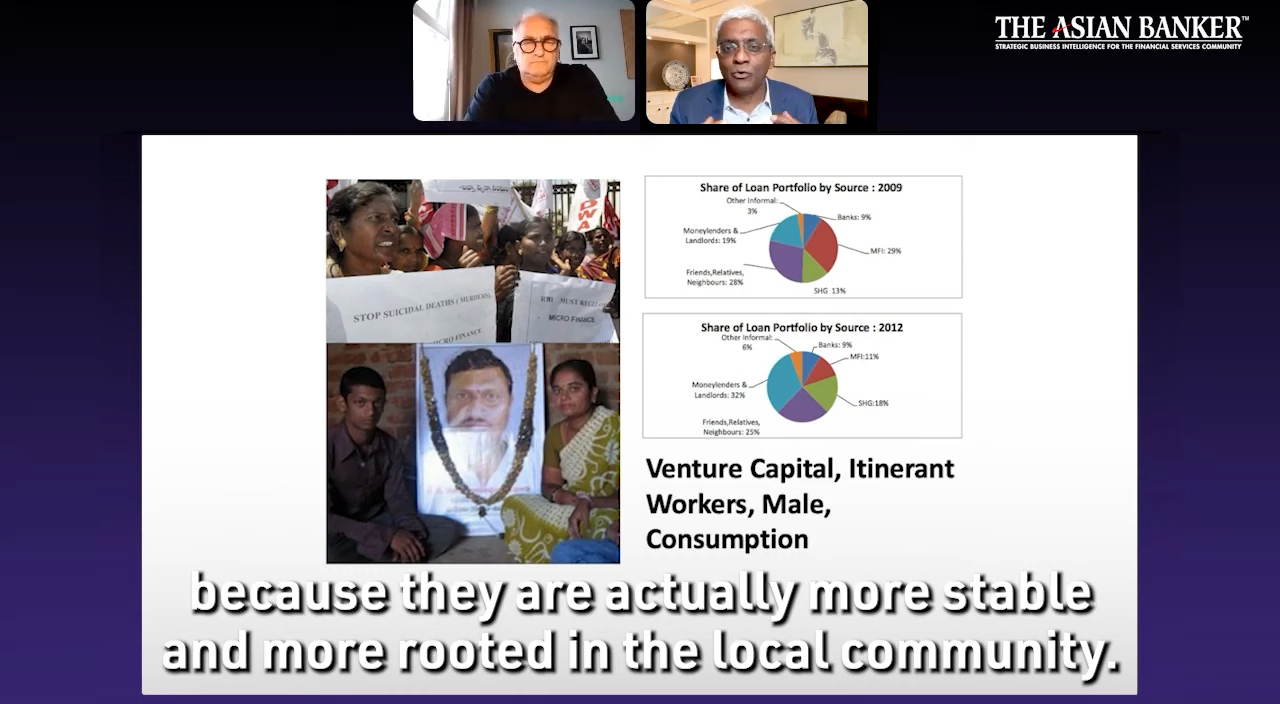 THE ASIAN BANKER™
STRATEGIC BUSINESS INTELLIGENCE FOR THE FINANCIAL SERVICES COMMUNITY
STOP SUICIDAL DEATHS (MURDERS)
MICRO FINANCE
MUST
MICRO FINANCE
Share of Loan Portfolio by Source : 2009
Other Informal:
3%
Banks: 9%
Moneylenders &
Landlords: 19%
MFI: 29%
Friends,Relatives,
Neighbours: 28%
SHG 13%
Share of Loan Portfolio by Source : 2012
Other Informal:
6%
Banks: 9%
MFI:11%
Moneylenders &
Landlords: 32%
SHG:18%
Friends,Relatives,
Neighbours: 25%
Venture Capital, Itinerant
Workers, Male,
Consumption
because they are actually more stable
and more rooted in the local community.